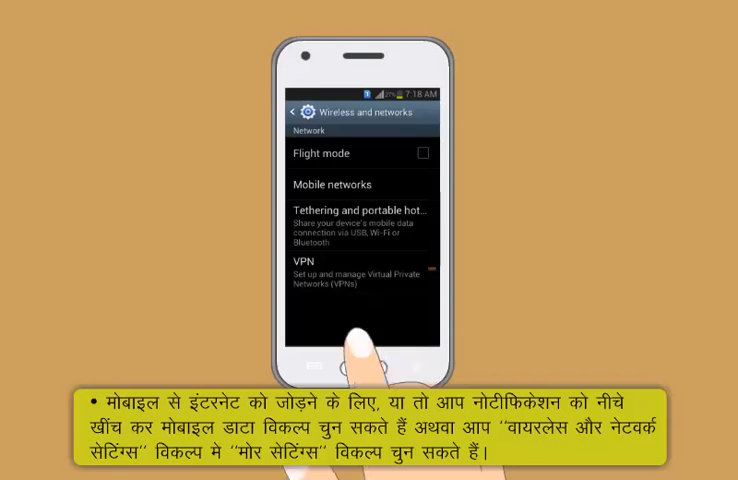 7:18 AM
Wireless and networks
Network
Flight mode
Mobile networks
Tethering and portable hot...
Share your device's mobile data
connection via USB, Wi-Fi or
Bluetooth
VPN
Set up and manage Virtual Private
Networks (VPNs)
• मोबाइल से इंटरनेट को जोड़ने के लिए, या तो आप नोटीफिकेशन को नीचे
खींच कर मोबाइल डाटा विकल्प चुन सकते हैं अथवा आप "वायरलेस और नेटवर्क
सेटिंग्स" विकल्प मे "मोर सेटिंग्स" विकल्प चुन सकते हैं।